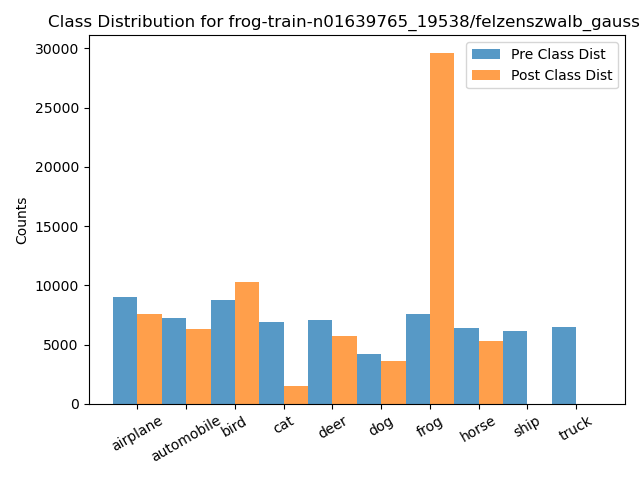 Class Distribution for frog-train-n01639765_19538/felzenszwalb_gauss
Pre Class Dist
Post Class Dist
Counts
30000
25000
20000
15000
10000
5000
0
airplane
automobile
bird
cat
deer
dog
frog
horse
ship
truck